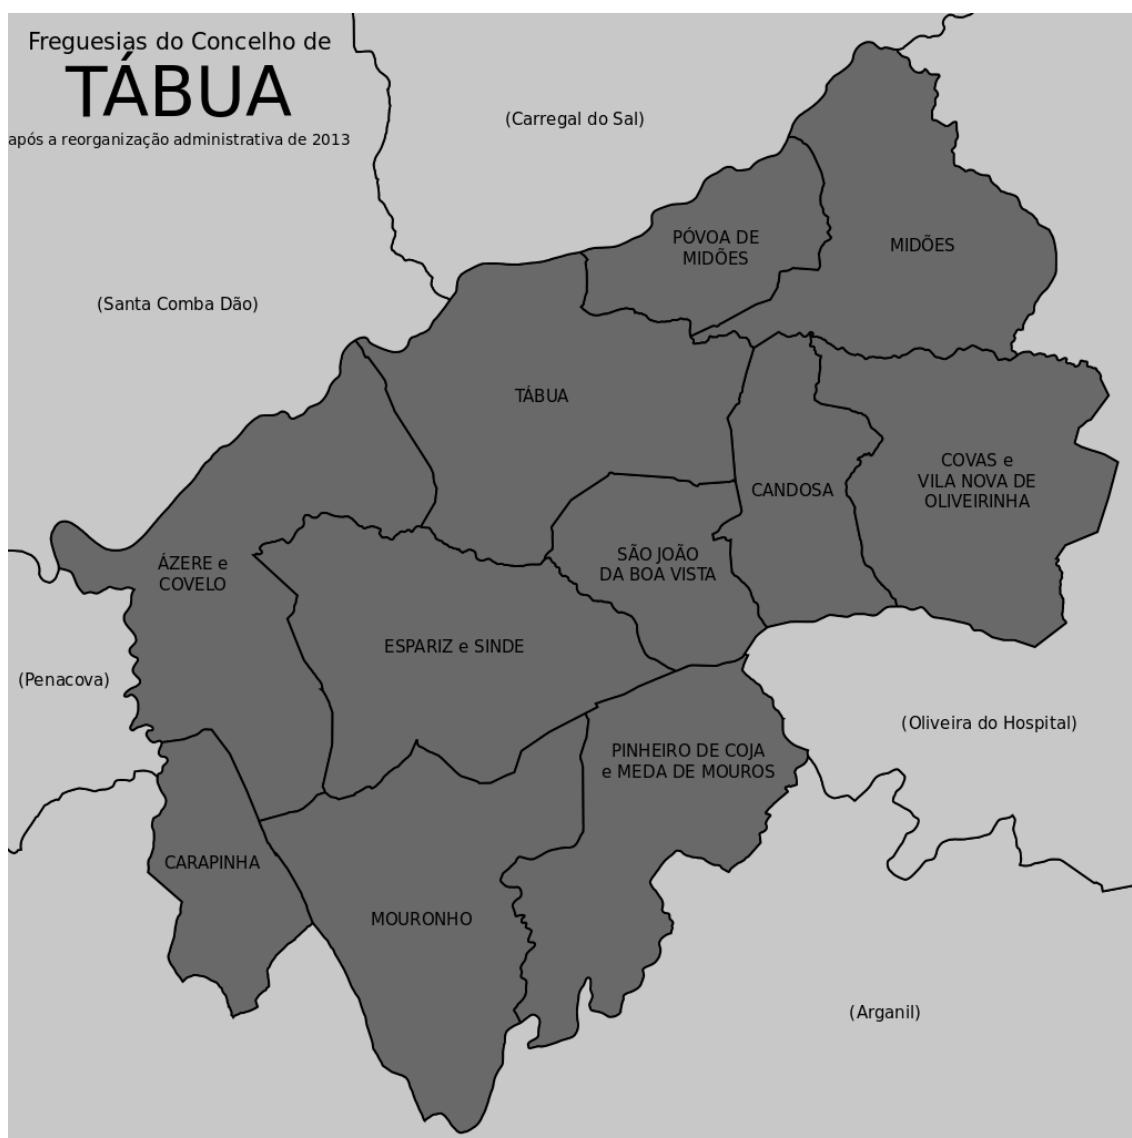 Freguesias do Concelho de
TÁBUA
após a reorganização administrativa de 2013
(Carregal do Sal)
PÓVOA DE
MIDÕES
MIDÕES
(Santa Comba Dão)
TÁBUA
COVAS e
VILA NOVA DE
OLIVEIRINHA
CANDOSA
SÃO JOÃO
DA BOA VISTA
ÁZERE e
COVELO
ESPARIZ e SINDE
(Penacova)
(Oliveira do Hospital)
PINHEIRO DE COJA
e MEDA DE MOUROS
CARAPINHA
MOURONHO
(Arganil)